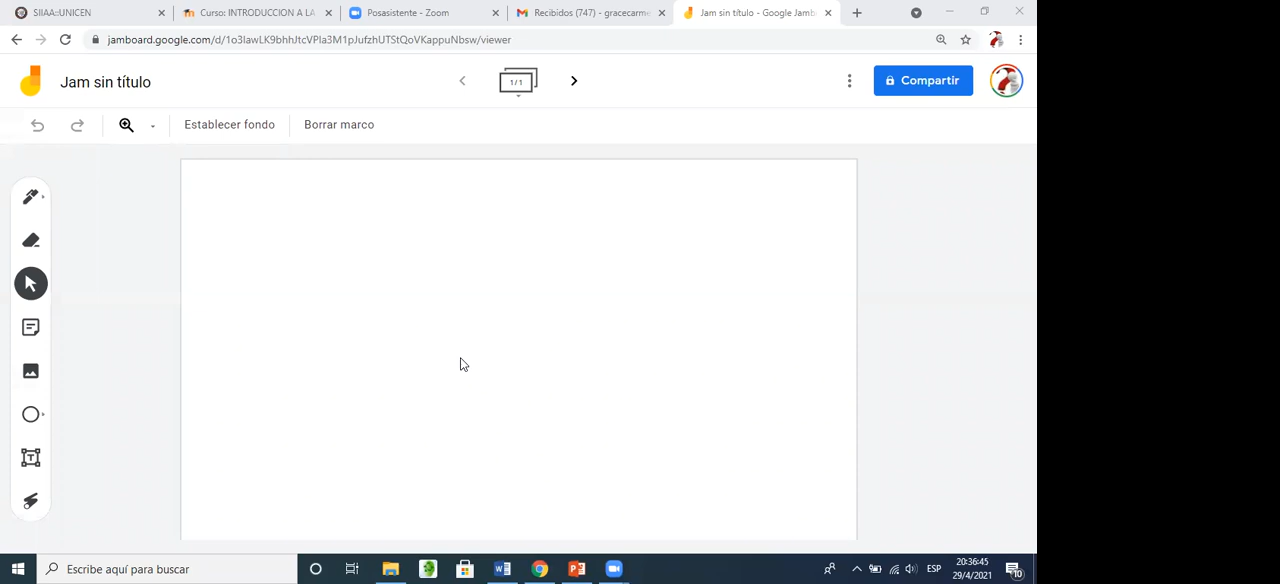 SIIAA::UNICEN
Curso: INTRODUCCION A LA
Posasistente - Zoom
Recibidos (747) - gracecarme
Jam sin título - Google Jamb
jamboard.google.com/d/1o3lawLK9bhhJtcVPla3M1pJufzhUTStQoVKappuNbsw/viewer
Jam sin título
1/1
Compartir
Establecer fondo
Borrar marco
Escribe aquí para buscar
ESP
20:36:45
29/4/2021
10